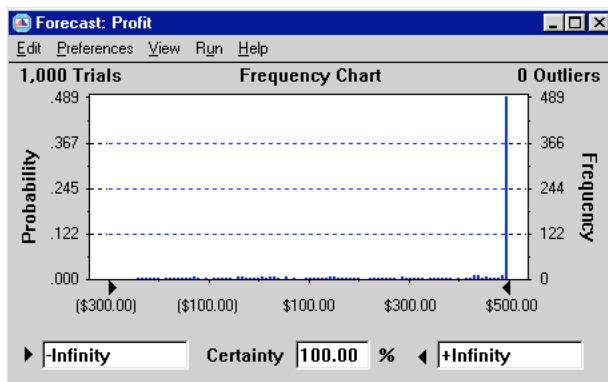 Forecast: Profit
Edit Preferences View Run Help
1,000 Trials Frequency Chart 0 Outliers
.489 489
.367 366
.245 244
.122 122
.000 0
Probability
Frequency
($300.00) ($100.00) $100.00 $300.00 $500.00
-Infinity Certainty 100.00 % +Infinity